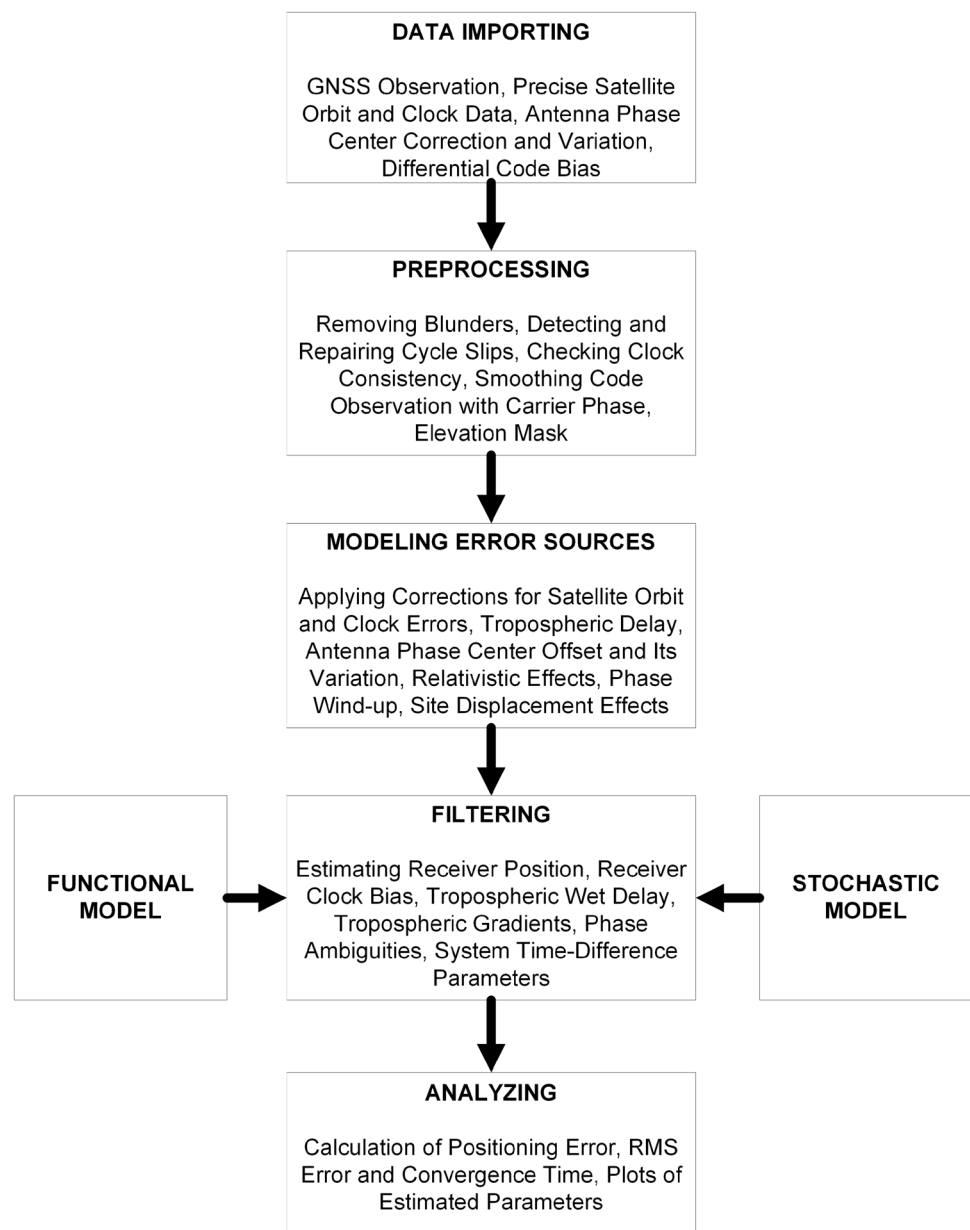 DATA IMPORTING
GNSS Observation, Precise Satellite
Orbit and Clock Data, Antenna Phase
Center Correction and Variation,
Differential Code Bias
PREPROCESSING
Removing Blunders, Detecting and
Repairing Cycle Slips, Checking Clock
Consistency, Smoothing Code
Observation with Carrier Phase,
Elevation Mask
MODELING ERROR SOURCES
Applying Corrections for Satellite Orbit
and Clock Errors, Tropospheric Delay,
Antenna Phase Center Offset and Its
Variation, Relativistic Effects, Phase
Wind-up, Site Displacement Effects
FUNCTIONAL
MODEL
FILTERING
Estimating Receiver Position, Receiver
Clock Bias, Tropospheric Wet Delay,
Tropospheric Gradients, Phase
Ambiguities, System Time-Difference
Parameters
STOCHASTIC
MODEL
ANALYZING
Calculation of Positioning Error, RMS
Error and Convergence Time, Plots of
Estimated Parameters